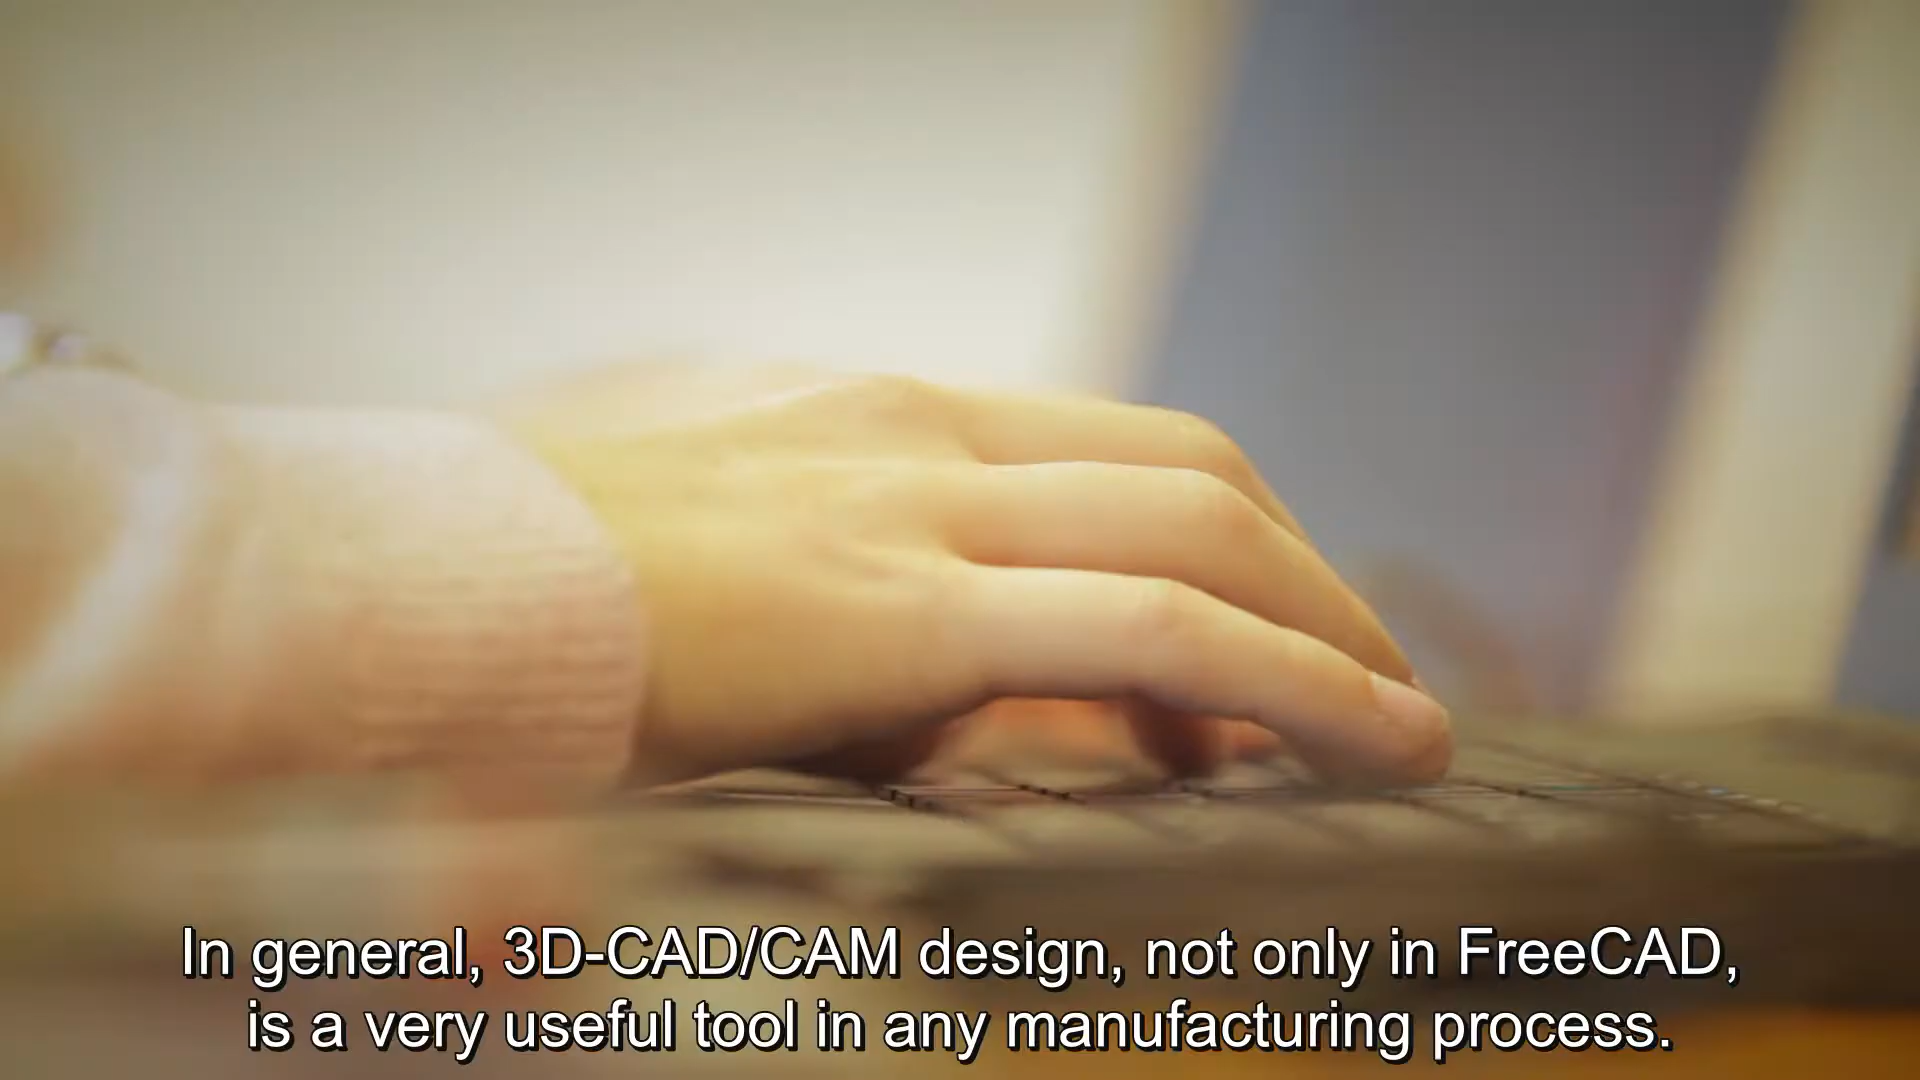 In general, 3D-CAD/CAM design, not only in FreeCAD,
is a very useful tool in any manufacturing process.